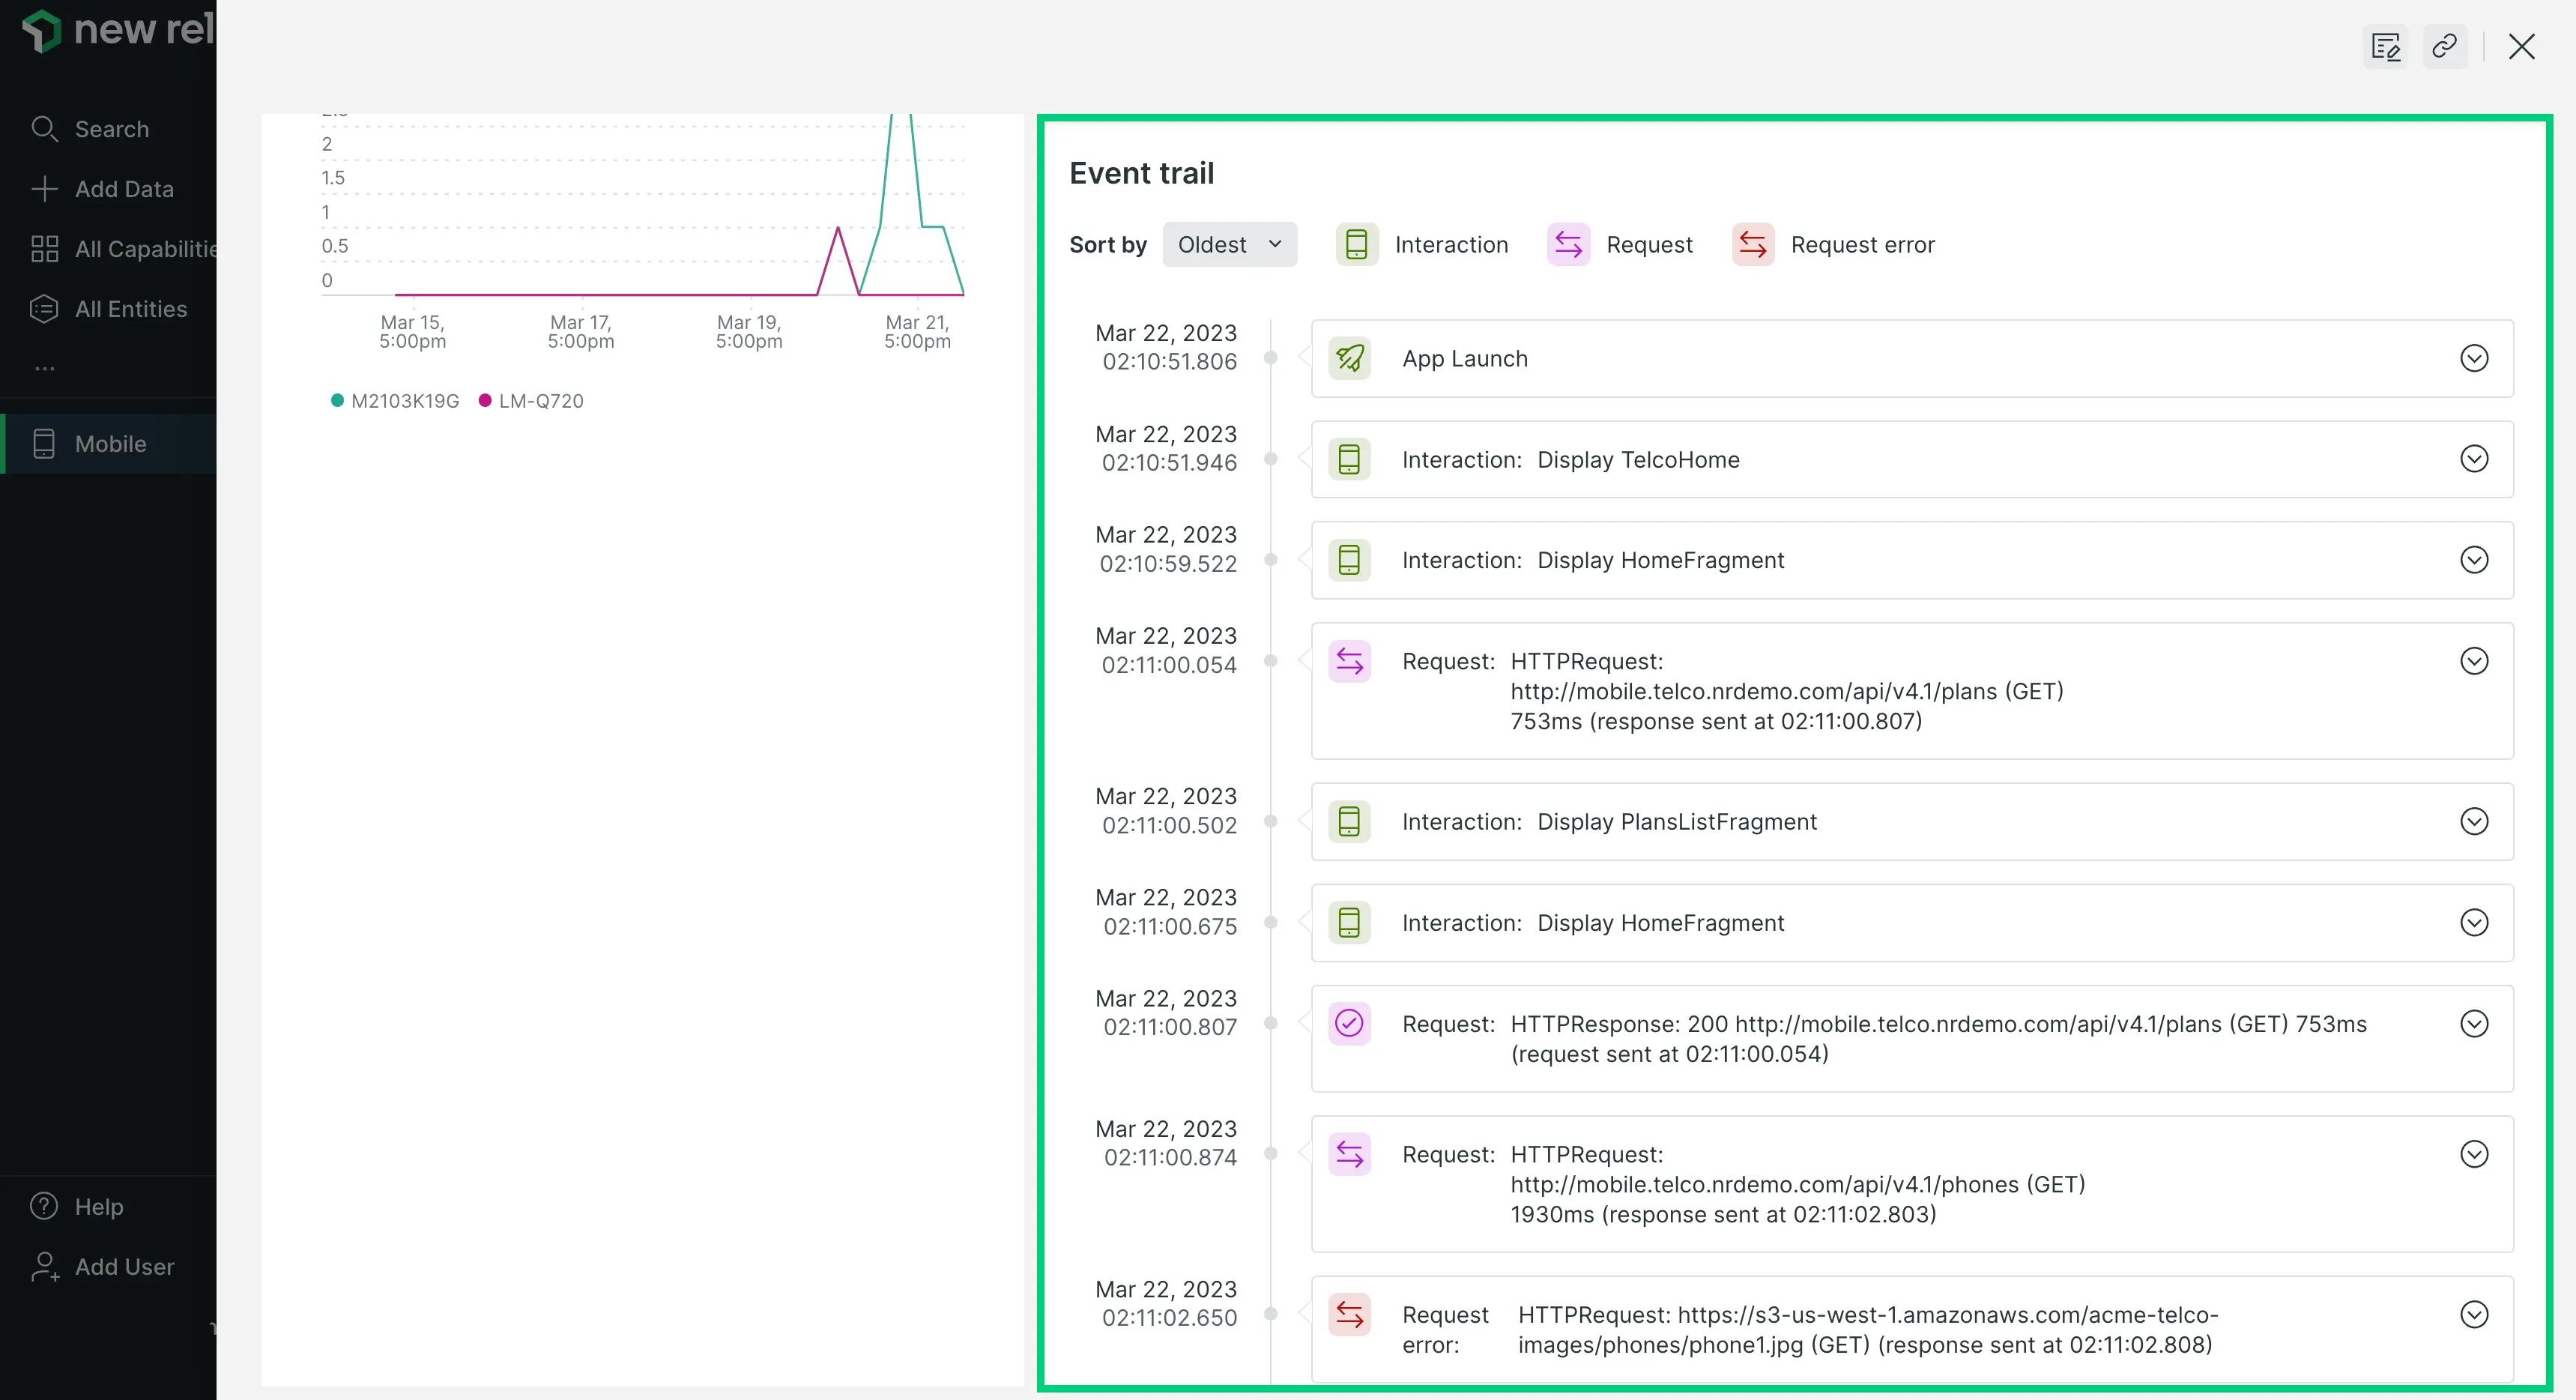 new rel
Search
Add Data
All Capabilitie
All Entities
...
Mobile
Help
Add User
2
1.5
1
0.5
0
Mar 15,
5:00pm
Mar 17,
5:00pm
Mar 19,
5:00pm
Mar 21,
5:00pm
M2103K19G
LM-Q720
Event trail
Sort by
Oldest
Interaction
Request
Request error
Mar 22, 2023
02:10:51.806
App Launch
Mar 22, 2023
02:10:51.946
Interaction: Display TelcoHome
Mar 22, 2023
02:10:59.522
Interaction: Display HomeFragment
Mar 22, 2023
02:11:00.054
Request: HTTPRequest:
http://mobile.telco.nrdemo.com/api/v4.1/plans (GET)
753ms (response sent at 02:11:00.807)
Mar 22, 2023
02:11:00.502
Interaction: Display PlansListFragment
Mar 22, 2023
02:11:00.675
Interaction: Display HomeFragment
Mar 22, 2023
02:11:00.807
Request: HTTPResponse: 200 http://mobile.telco.nrdemo.com/api/v4.1/plans (GET) 753ms
(request sent at 02:11:00.054)
Mar 22, 2023
02:11:00.874
Request: HTTPRequest:
http://mobile.telco.nrdemo.com/api/v4.1/phones (GET)
1930ms (response sent at 02:11:02.803)
Mar 22, 2023
02:11:02.650
Request HTTPRequest: https://s3-us-west-1.amazonaws.com/acme-telco-
error: images/phones/phone1.jpg (GET) (response sent at 02:11:02.808)